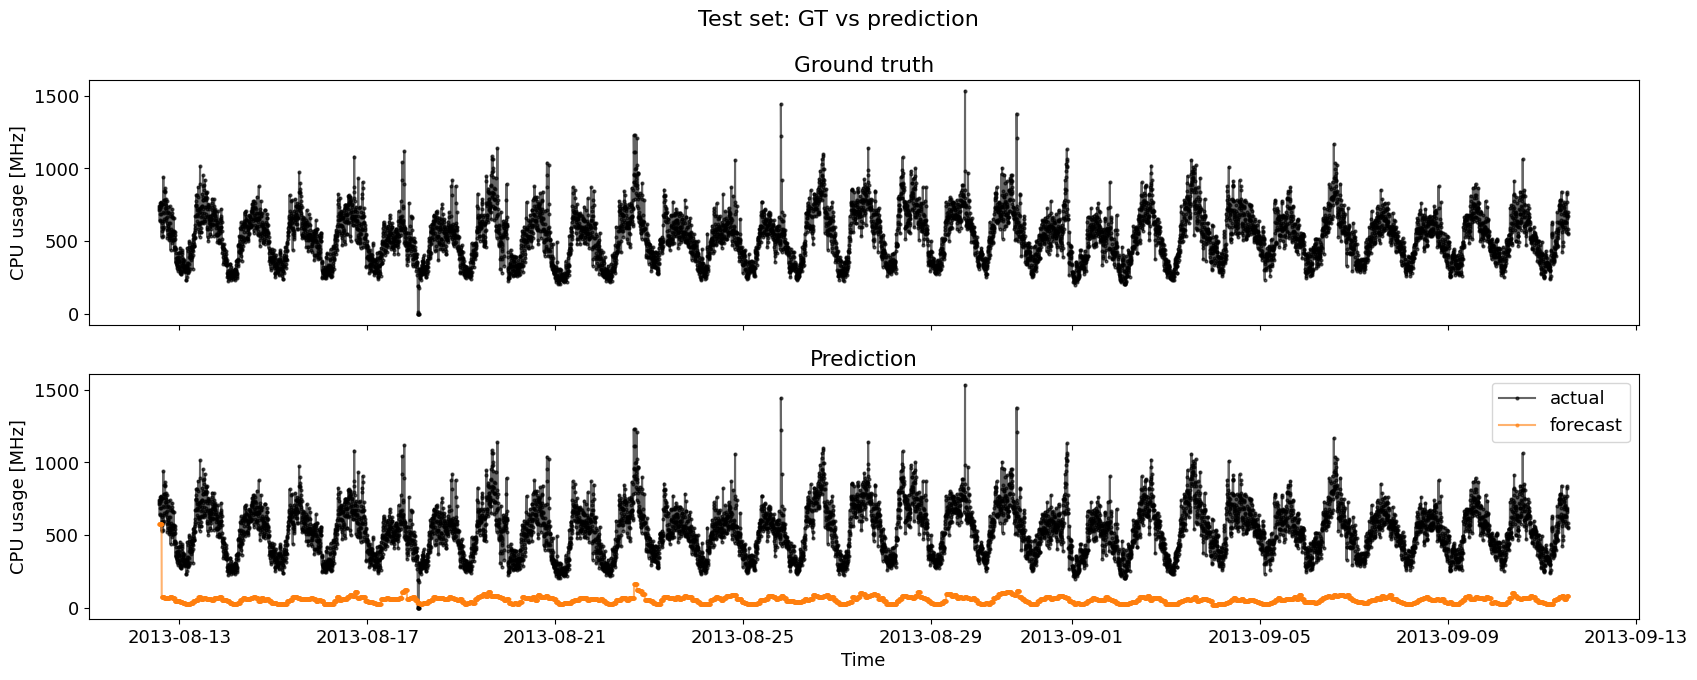 Test set: GT vs prediction
Ground truth
1500
1000
500
0
CPU usage [MHz]
Prediction
1500
1000
500
0
CPU usage [MHz]
actual
forecast
2013-08-13 2013-08-17 2013-08-21 2013-08-25 2013-08-29 2013-09-01 2013-09-05 2013-09-09 2013-09-13
Time